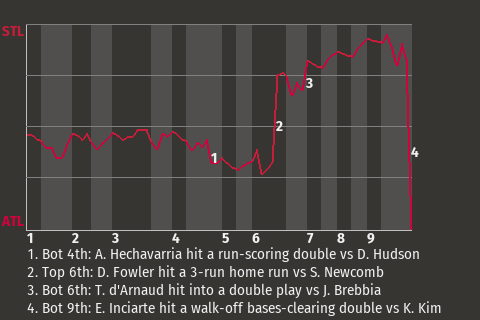 STL
1
2
3
4
ATL
1 2 3 4 5 6 7 8 9
1. Bot 4th: A. Hechavarria hit a run-scoring double vs D. Hudson
2. Top 6th: D. Fowler hit a 3-run home run vs S. Newcomb
3. Bot 6th: T. d'Arnaud hit into a double play vs J. Brebbia
4. Bot 9th: E. Inciarte hit a walk-off bases-clearing double vs K. Kim